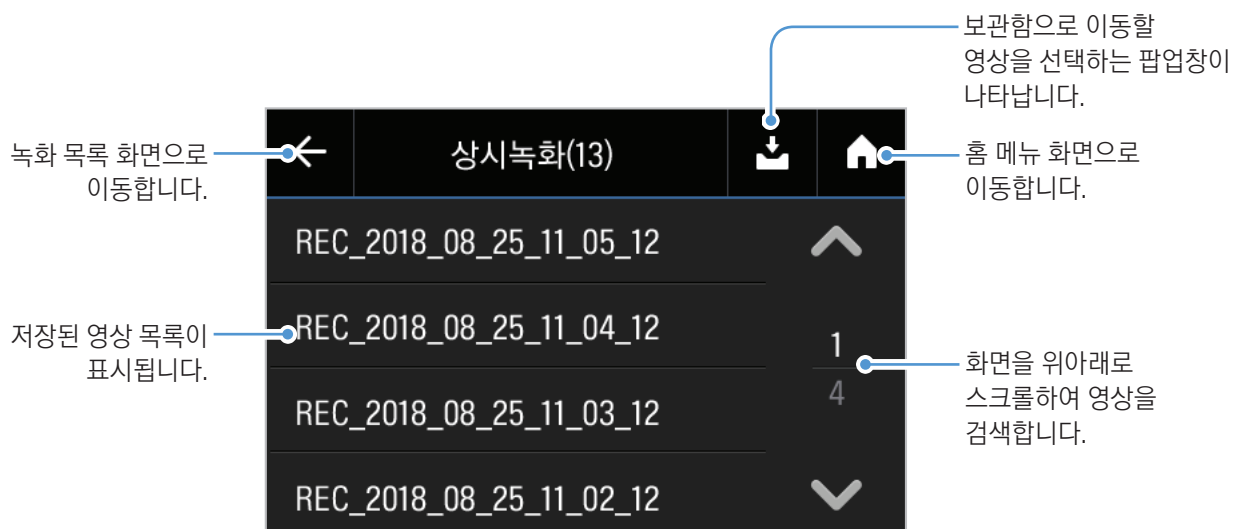 보관함으로 이동할
영상을 선택하는 팝업창이
나타납니다.
녹화 목록 화면으로
이동합니다.
상시녹화(13)
홈 메뉴 화면으로
이동합니다.
REC_2018_08_25_11_05_12
저장된 영상 목록이
표시됩니다.
REC_2018_08_25_11_04_12
1
4
화면을 위아래로
스크롤하여 영상을
검색합니다.
REC_2018_08_25_11_03_12
REC_2018_08_25_11_02_12